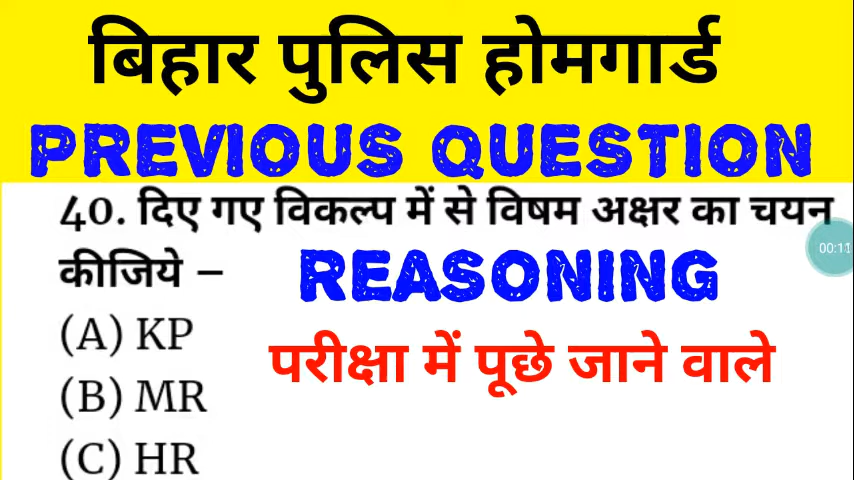 बिहार पुलिस होमगार्ड
PREVIOUS QUESTION
40. दिए गए विकल्प में से विषम अक्षर का चयन
00:11
कीजिये –
REASONING
(A) KP
परीक्षा में पूछे जाने वाले
(B) MR
(C) HR